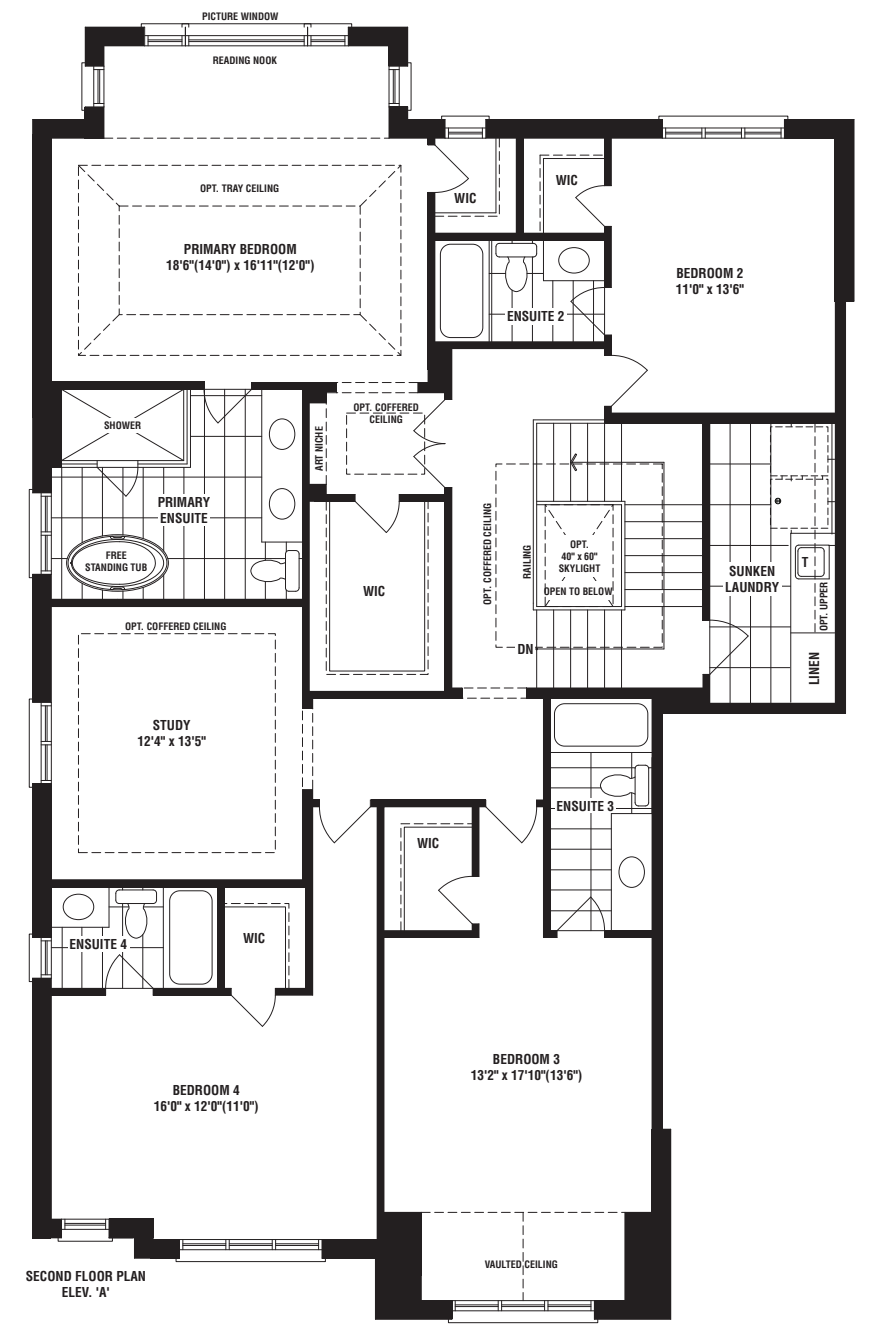 PICTURE WINDOW
READING NOOK
OPT. TRAY CEILING
WIC
WIC
PRIMARY BEDROOM
18'6"(14'0") x 16'11"(12'0")
BEDROOM 2
11'0" x 13'6"
ENSUITE 2
SHOWER
ART NICHE
OPT. COFFERED
CEILING
PRIMARY
ENSUITE
FREE
STANDING TUB
WIC
OPT. COFFERED CEILING
RAILING
OPT.
40" x 60"
SKYLIGHT
OPEN TO BELOW
DN
SUNKEN
LAUNDRY
T
OPT. UPPER
LINEN
OPT. COFFERED CEILING
STUDY
12'4" x 13'5"
ENSUITE 3
WIC
ENSUITE 4
WIC
BEDROOM 3
13'2" x 17'10"(13'6")
BEDROOM 4
16'0" x 12'0"(11'0")
VAULTED CEILING
SECOND FLOOR PLAN
ELEV. 'A'